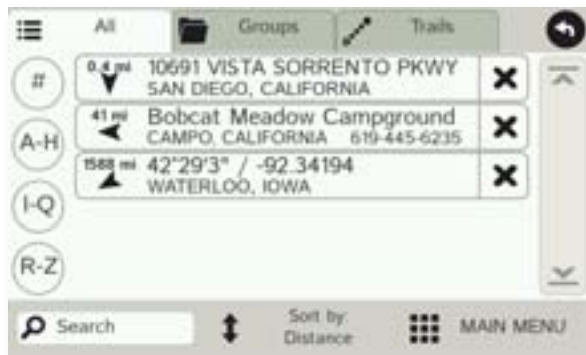 All
Groups
Trails
#
0.4 mi
10691 VISTA SORRENTO PKWY
SAN DIEGO, CALIFORNIA
A-H
41 mi
Bobcat Meadow Campground
CAMPO, CALIFORNIA 619-445-6235
1588 mi
42°29'3" / -92.34194
WATERLOO, IOWA
I-Q
R-Z
Search
Sort by:
Distance
MAIN MENU